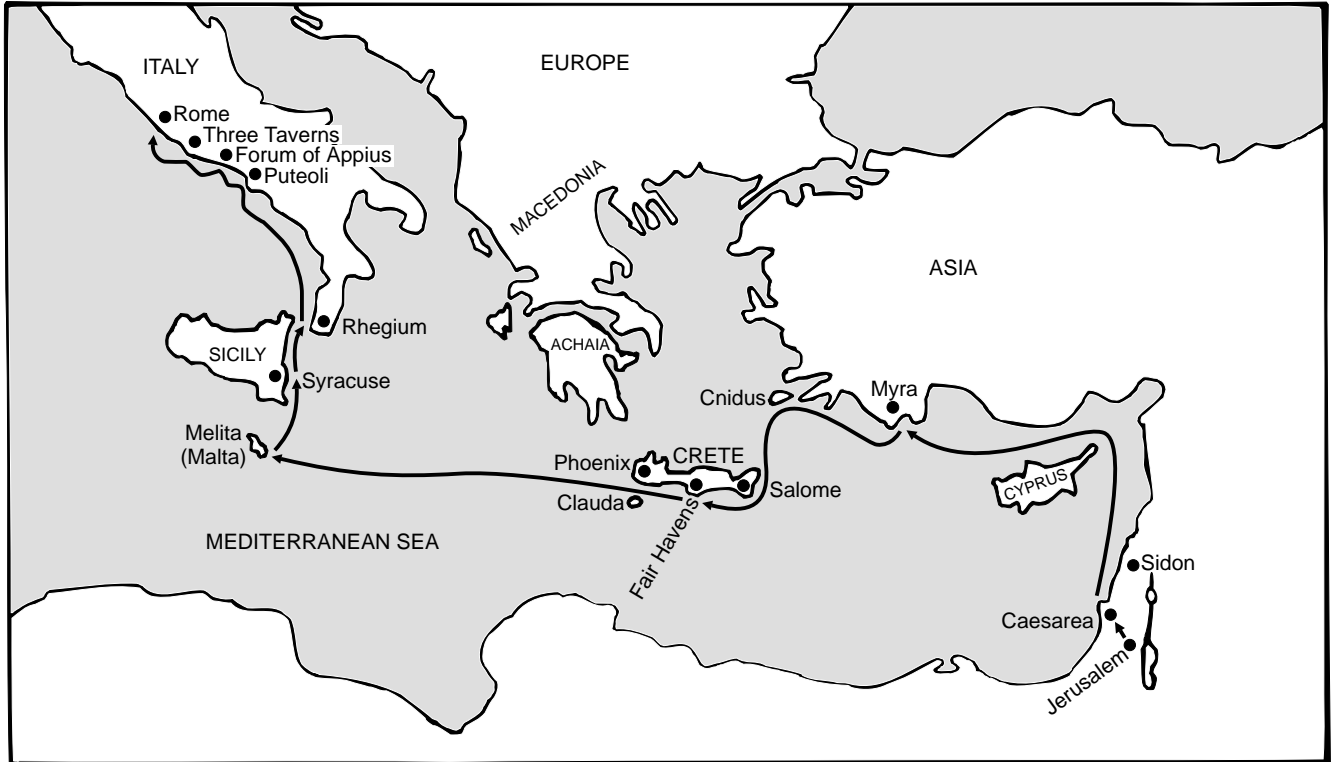 EUROPE
ITALY
Rome
Three Taverns
Forum of Appius
Puteoli
MACEDONIA
ASIA
Rhegium
ACHAIA
SICILY
Syracuse
Cnidus
Myra
Melita
(Malta)
Phoenix
CRETE
Salome
Clauda
CYPRUS
Fair Havens
MEDITERRANEAN SEA
Sidon
Caesarea
Jerusalem